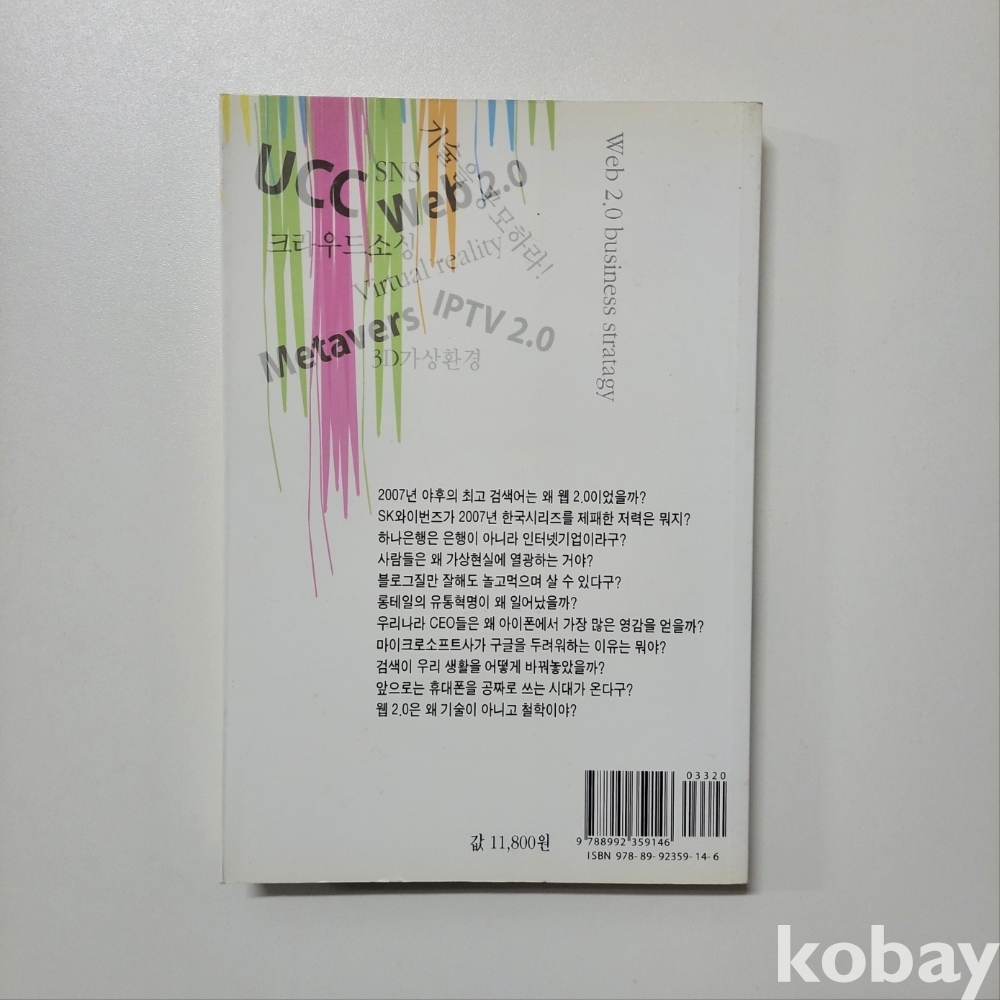 UCC
SNS
Web 2.0
크라우드소싱
Virtual reality
Metavers
IPTV 2.0
3D가상환경
공모하라!
Web 2.0 business stratagy
2007년 야후의 최고 검색어는 왜 웹 2.0이었을까?
SK와이번즈가 2007년 한국시리즈를 제패한 저력은 뭐지?
하나은행은 은행이 아니라 인터넷기업이라구?
사람들은 왜 가상현실에 열광하는 거야?
블로그질만 잘해도 놀고먹으며 살 수 있다구?
롱테일의 유통혁명이 왜 일어났을까?
우리나라 CEO들은 왜 아이폰에서 가장 많은 영감을 얻을까?
마이크로소프트사가 구글을 두려워하는 이유는 뭐야?
검색이 우리 생활을 어떻게 바꿔놓았을까?
앞으로는 휴대폰을 공짜로 쓰는 시대가 온다구?
웹 2.0은 왜 기술이 아니고 철학이야?
값 11,800원
03320
9 788992 359146
ISBN 978-89-92359-14-6
kobay